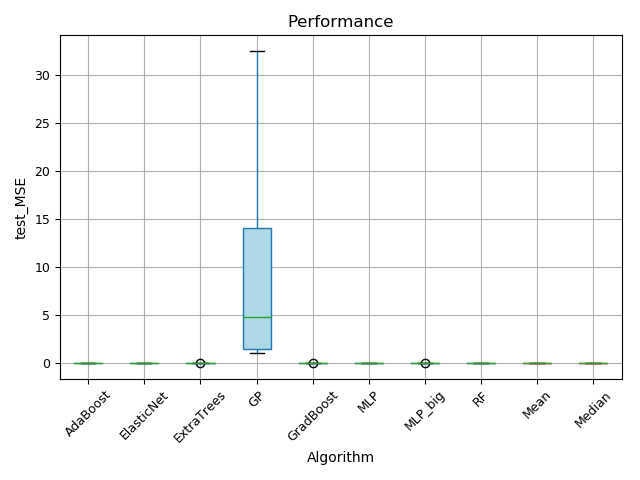 Performance
test_MSE
30
25
20
15
10
5
0
AdaBoost
ElasticNet
ExtraTrees
GP
GradBoost
MLP
MLP_big
RF
Mean
Median
Algorithm